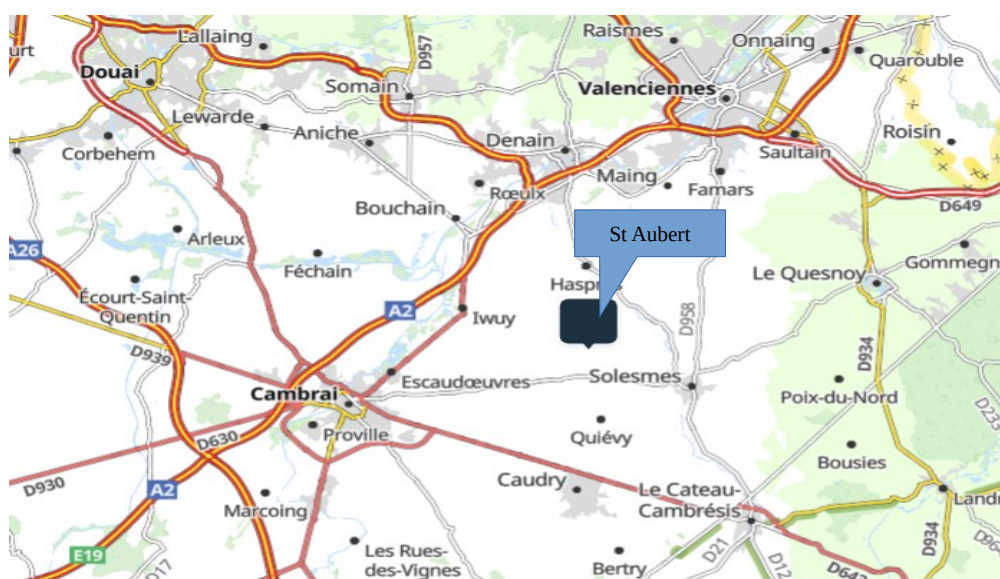 Lallaing
Raismes
Onnaing
urt
D957
Quarouble
Douai
Somain
Valenciennes
Lewarde
Aniche
Denain
Roisin
Corbehem
Saultain
Maing
Rœulx
Famars
Bouchain
D649
St Aubert
A26
Arleux
Féchain
Le Quesnoy
Gommegn
Écourt-Saint-
Quentin
A2
Iwuy
D958
D939
D934
Escaudœuvres
Solesmes
Cambrai
Poix-du-Nord
D233
D630
Proville
Quiévy
Bousies
D930
A2
Caudry
Le Cateau-
Cambrésis
Landr
Marcoing
E19
D17
Les Rues-
des-Vignes
Bertry
D21
D12
D934